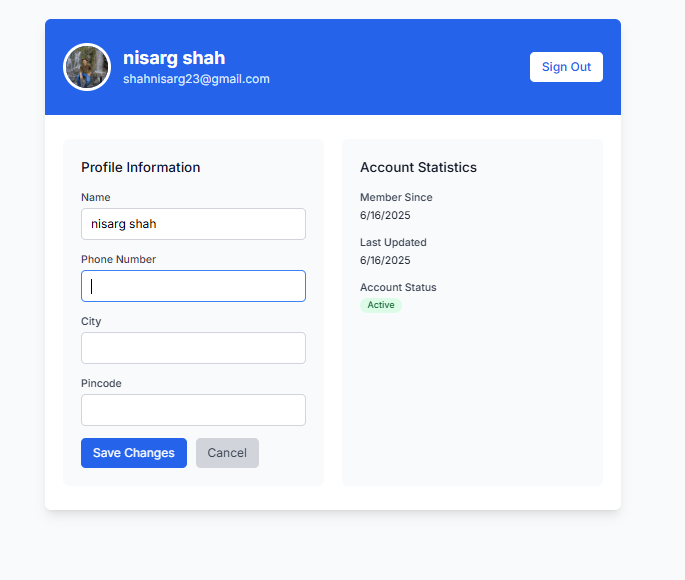 nisarg shah
shahnisarg23@gmail.com
Sign Out
Profile Information
Name
nisarg shah
Phone Number
City
Pincode
Save Changes
Cancel
Account Statistics
Member Since
6/16/2025
Last Updated
6/16/2025
Account Status
Active